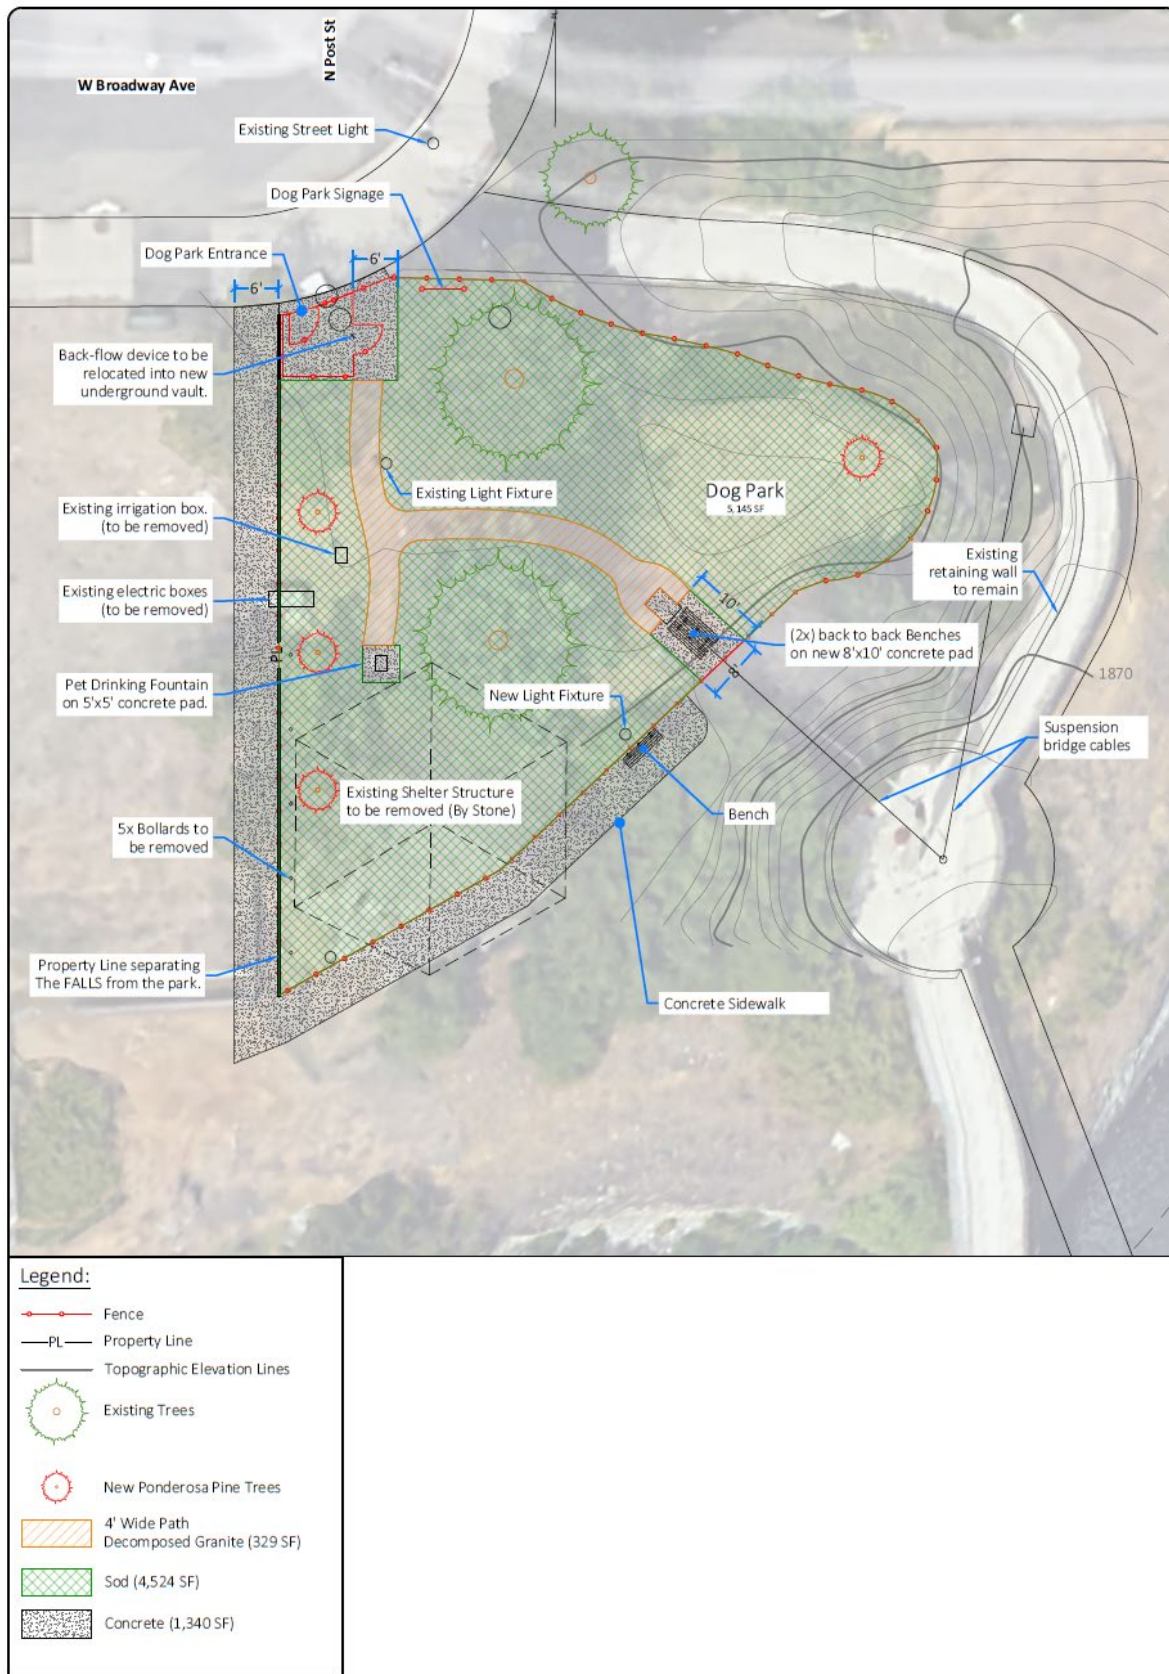 N Post St
W Broadway Ave
Existing Street Light
Dog Park Signage
Dog Park Entrance
6'
6'
Back-flow device to be
relocated into new
underground vault.
Existing Light Fixture
Dog Park
5,145 SF
Existing irrigation box.
(to be removed)
Existing
retaining wall
to remain
Existing electric boxes
(to be removed)
10'
(2x) back to back Benches
on new 8'x10' concrete pad
PL
8'
1870
Pet Drinking Fountain
on 5'x5' concrete pad.
New Light Fixture
Suspension
bridge cables
Existing Shelter Structure
to be removed (By Stone)
Bench
5x Bollards to
be removed
Property Line separating
The FALLS from the park.
Concrete Sidewalk
Legend:
Fence
PL
Property Line
Topographic Elevation Lines
Existing Trees
New Ponderosa Pine Trees
4' Wide Path
Decomposed Granite (329 SF)
Sod (4,524 SF)
Concrete (1,340 SF)